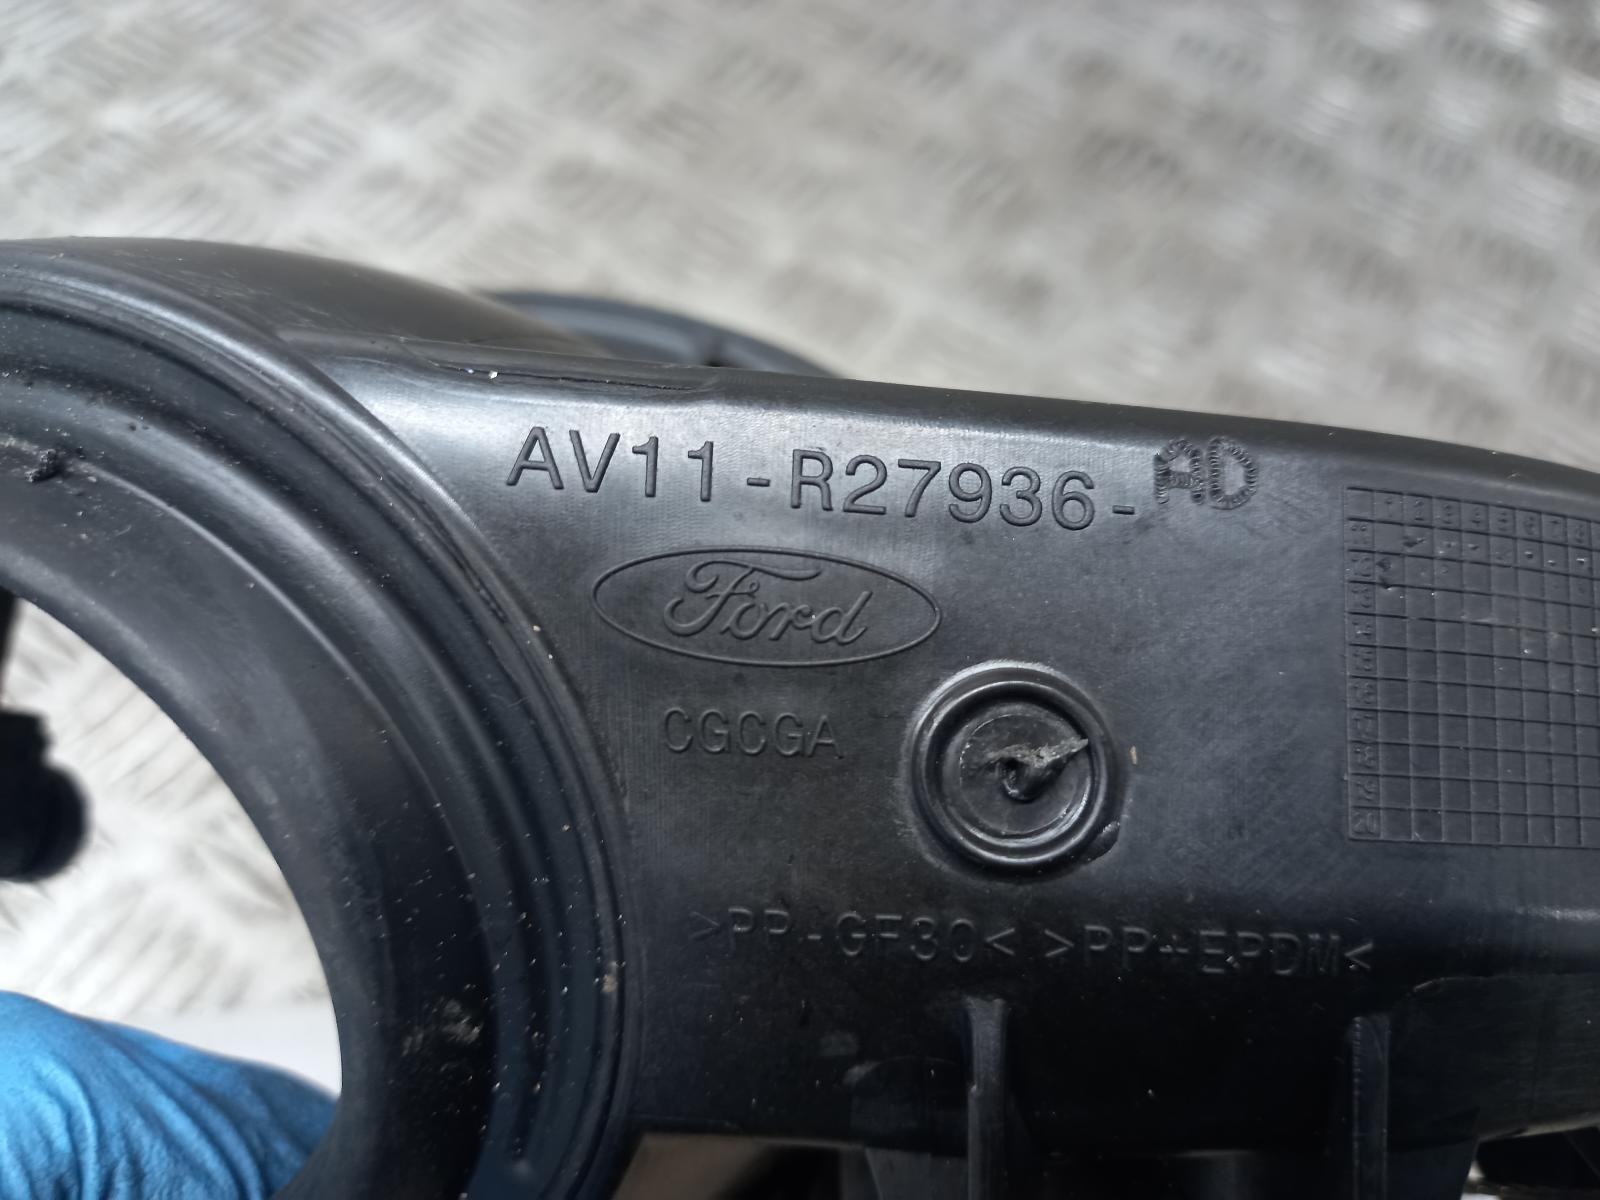 AV11-R27936-AD
Ford
CGCGA
>PP-GF30< >PP+EPDM<